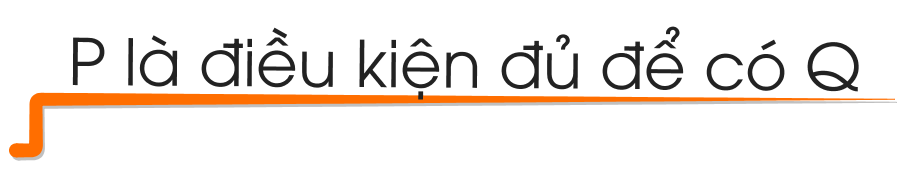 P là điều kiện đủ để có Q